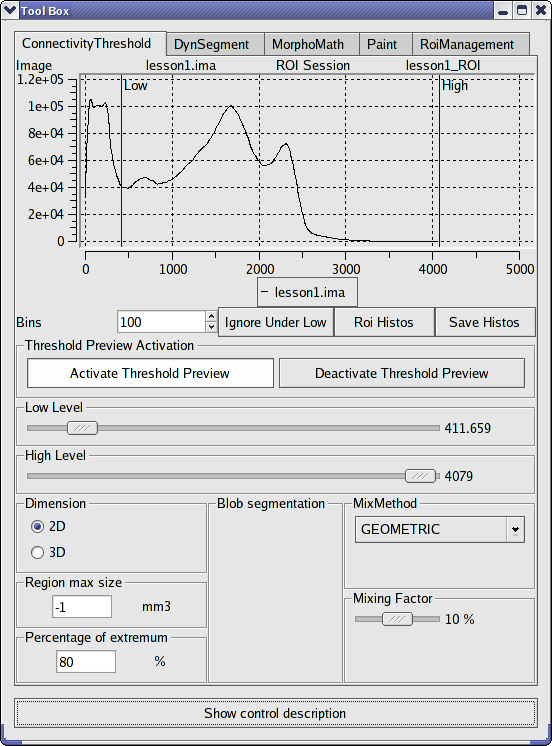 Tool Box
ConnectivityThreshold DynSegment MorphoMath Paint RoiManagement
Image lesson1.ima ROI Session lesson1_ROI
1.2e+05
Low High
1e+05
8e+04
6e+04
4e+04
2e+04
0
0 1000 2000 3000 4000 5000
lesson1.ima
Bins 100 Ignore Under Low Roi Histos Save Histos
Threshold Preview Activation
Activate Threshold Preview Deactivate Threshold Preview
Low Level
411.659
High Level
4079
Dimension Blob segmentation MixMethod
2D GEOMETRIC
3D
Region max size Mixing Factor
-1 mm3 10 %
Percentage of extremum
80 %
Show control description